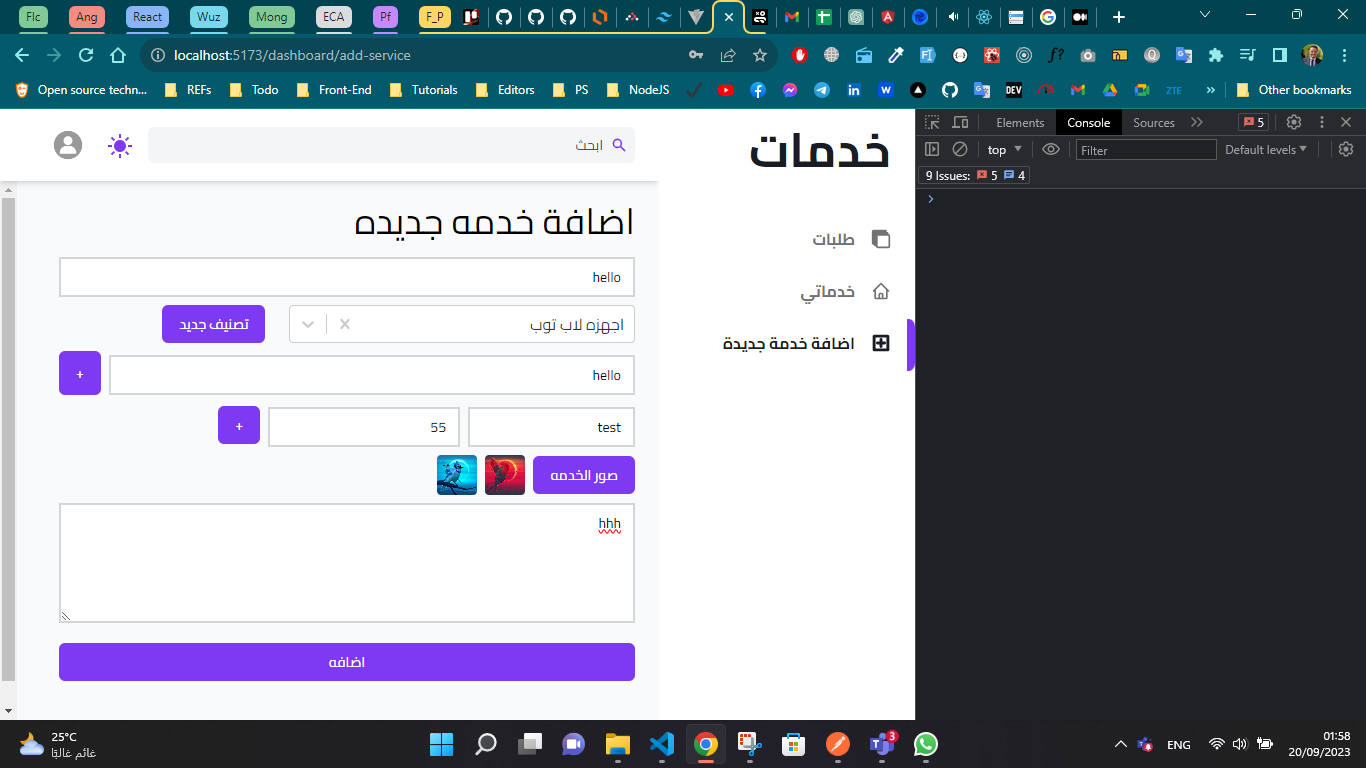 Flc
Ang
React
Wuz
Mong
ECA
Pf
F_P
localhost:5173/dashboard/add-service
Open source techn...
REFs
Todo
Front-End
Tutorials
Editors
PS
NodeJS
DEV
ZTE
»
Other bookmarks
خدمات
ابحث
طلبات
خدماتي
اضافة خدمة جديدة
اضافة خدمه جديده
hello
اجهزه لاب توب
تصنيف جديد
hello
+
test
55
+
صور الخدمه
hhh
اضافه
Elements
Console
Sources
5
top
Filter
Default levels
9 Issues:
5
4
25°C
غائم غالبًا
3
ENG
01:58
20/09/2023